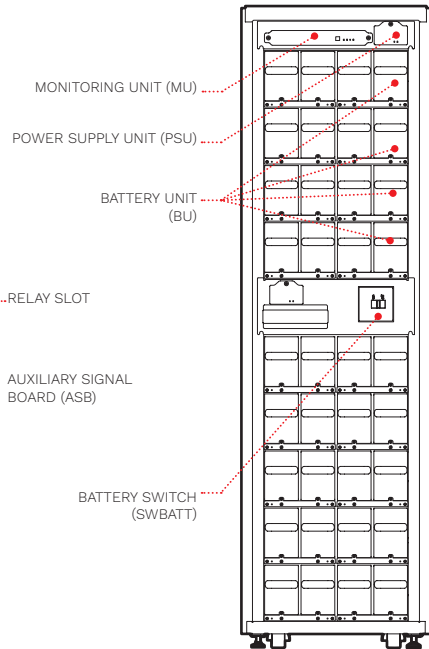 MONITORING UNIT (MU)
POWER SUPPLY UNIT (PSU)
BATTERY UNIT
(BU)
RELAY SLOT
AUXILIARY SIGNAL
BOARD (ASB)
BATTERY SWITCH
(SWBATT)